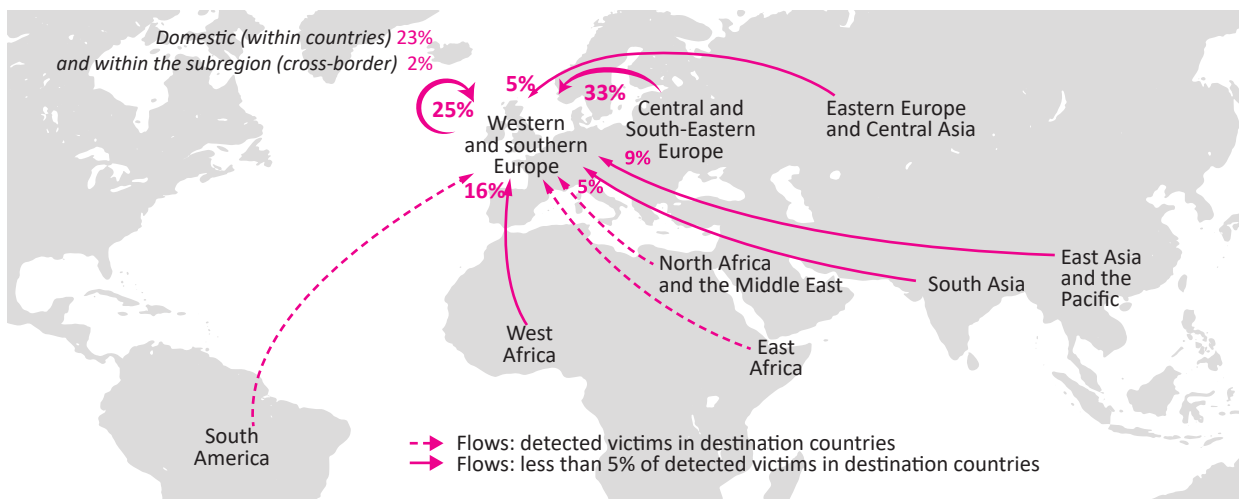 Domestic (within countries) 23%
and within the subregion (cross-border) 2%
5%
33%
25%
Western
and southern
Europe
Central and
South-Eastern
Europe
Eastern Europe
and Central Asia
9%
16%
5%
North Africa
and the Middle East
South Asia
East Asia
and the
Pacific
West
Africa
East
Africa
South
America
Flows: detected victims in destination countries
Flows: less than 5% of detected victims in destination countries